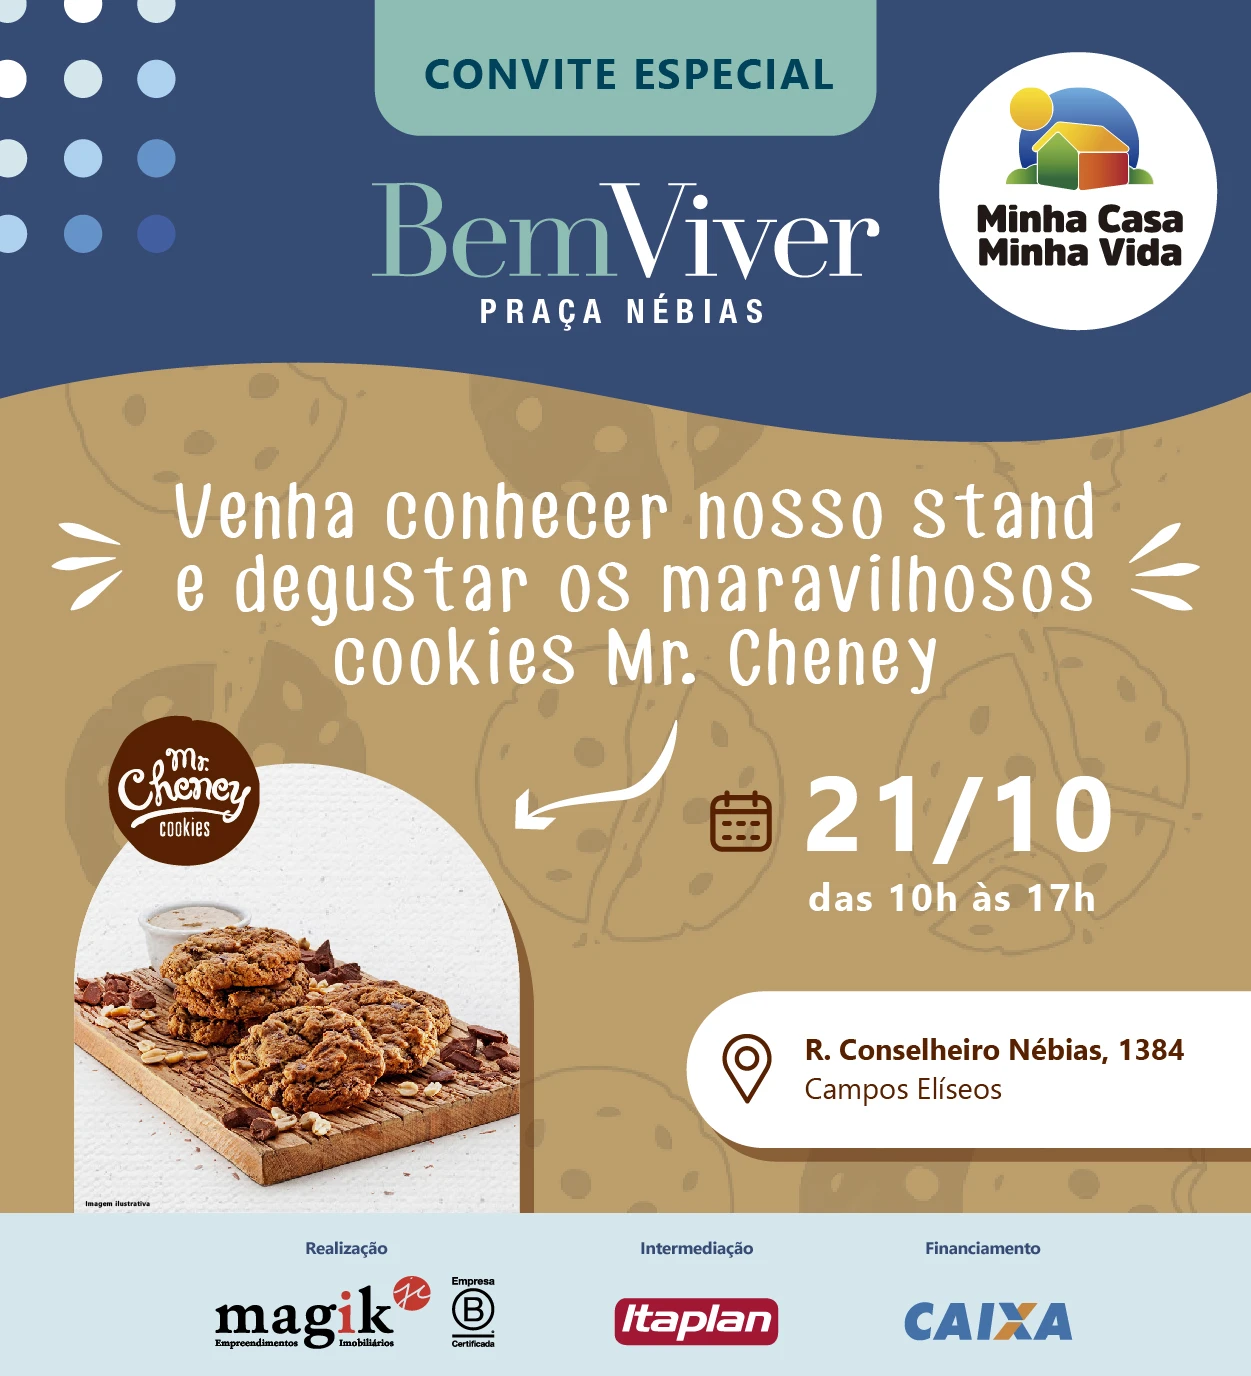 CONVITE ESPECIAL
BemViver
PRAÇA NÉBIAS
Minha Casa
Minha Vida
Venha conhecer nosso stand
e degustar os maravilhosos
cookies Mr. Cheney
Mr.
Cheney
cookies
21/10
das 10h às 17h
R. Conselheiro Nébias, 1384
Campos Elíseos
Imagem ilustrativa
Realização
Intermediação
Financiamento
magik jc
Empreendimentos Imobiliários
Empresa
B
Certificada
Itaplan
CAIXA